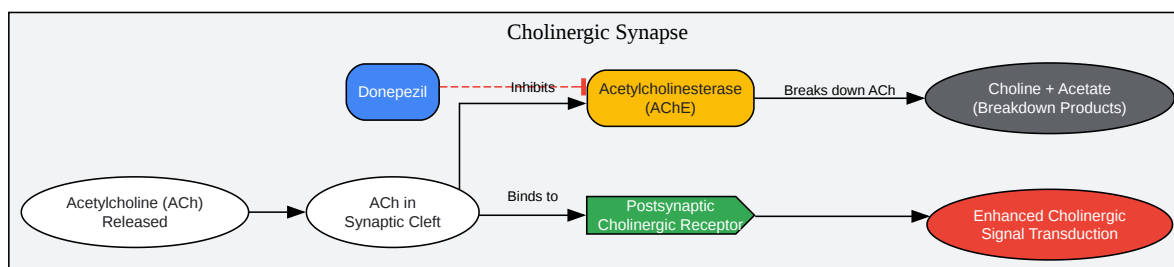 Cholinergic Synapse
Donepezil
Inhibits
Acetylcholinesterase
(AChE)
Breaks down ACh
Choline + Acetate
(Breakdown Products)
Acetylcholine (ACh)
Released
ACh in
Synaptic Cleft
Binds to
Postsynaptic
Cholinergic Receptor
Enhanced Cholinergic
Signal Transduction